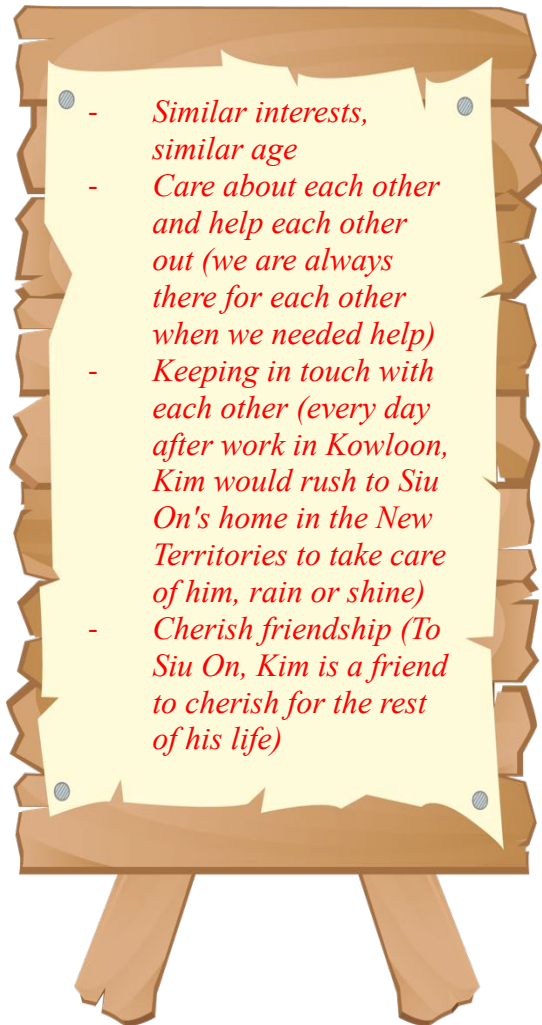 - Similar interests,
similar age
- Care about each other
and help each other
out (we are always
there for each other
when we needed help)
- Keeping in touch with
each other (every day
after work in Kowloon,
Kim would rush to Siu
On's home in the New
Territories to take care
of him, rain or shine)
- Cherish friendship (To
Siu On, Kim is a friend
to cherish for the rest
of his life)